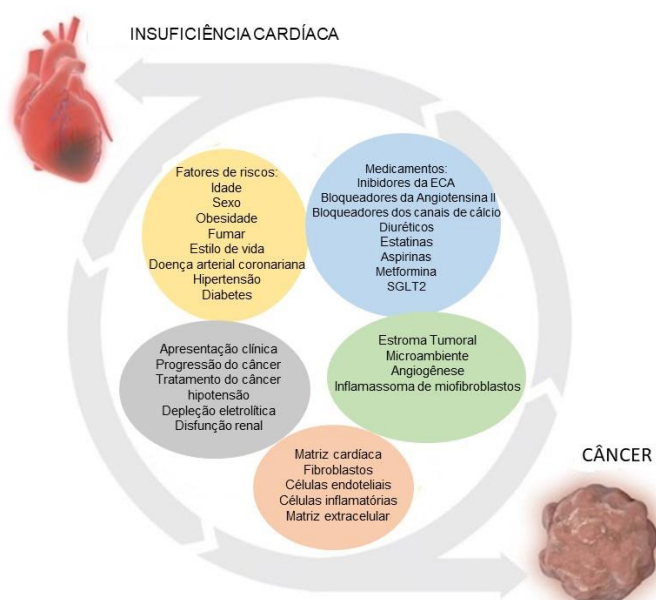 INSUFICIÊNCIA CARDÍACA
Fatores de riscos:
Idade
Sexo
Obesidade
Fumar
Estilo de vida
Doença arterial coronariana
Hipertensão
Diabetes
Medicamentos:
Inibidores da ECA
Bloqueadores da Angiotensina II
Bloqueadores dos canais de cálcio
Diuréticos
Estatinas
Aspirinas
Metformina
SGLT2
Apresentação clínica
Progressão do câncer
Tratamento do câncer
hipotensão
Depleção eletrolítica
Disfunção renal
Estroma Tumoral
Microambiente
Angiogênese
Inflamassoma de miofibroblastos
Matriz cardíaca
Fibroblastos
Células endoteliais
Células inflamatórias
Matriz extracelular
CÂNCER